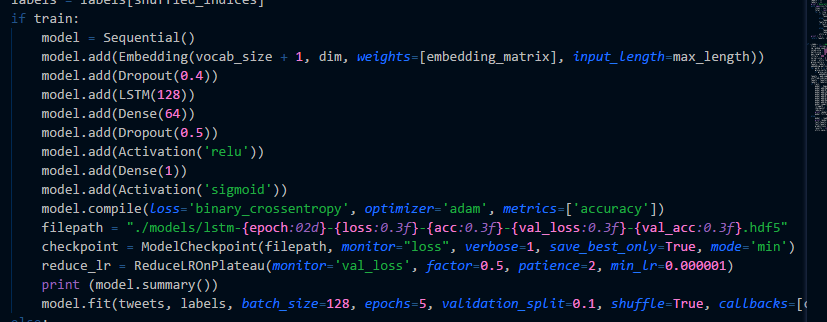 labels = labels[shuffled_indices]
if train:
    model = Sequential()
    model.add(Embedding(vocab_size + 1, dim, weights=[embedding_matrix], input_length=max_length))
    model.add(Dropout(0.4))
    model.add(LSTM(128))
    model.add(Dense(64))
    model.add(Dropout(0.5))
    model.add(Activation('relu'))
    model.add(Dense(1))
    model.add(Activation('sigmoid'))
    model.compile(loss='binary_crossentropy', optimizer='adam', metrics=['accuracy'])
    filepath = "./models/lstm-{epoch:02d}-{loss:0.3f}-{acc:0.3f}-{val_loss:0.3f}-{val_acc:0.3f}.hdf5"
    checkpoint = ModelCheckpoint(filepath, monitor="loss", verbose=1, save_best_only=True, mode='min')
    reduce_lr = ReduceLROnPlateau(monitor='val_loss', factor=0.5, patience=2, min_lr=0.000001)
    print (model.summary())
    model.fit(tweets, labels, batch_size=128, epochs=5, validation_split=0.1, shuffle=True, callbacks=[
else: